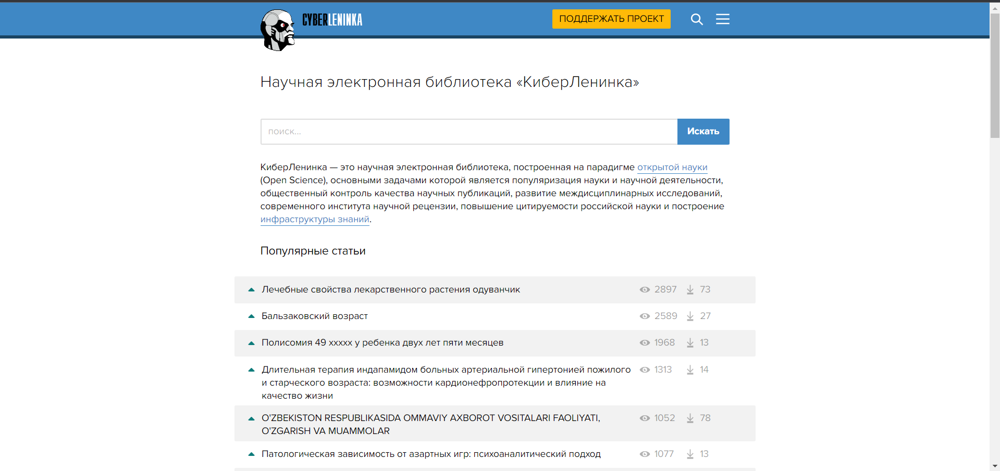 CYBERLENINKA
ПОДДЕРЖАТЬ ПРОЕКТ
Научная электронная библиотека «КиберЛенинка»
поиск...
Искать
КиберЛенинка — это научная электронная библиотека, построенная на парадигме открытой науки
(Open Science), основными задачами которой является популяризация науки и научной деятельности,
общественный контроль качества научных публикаций, развитие междисциплинарных исследований,
современного института научной рецензии, повышение цитируемости российской науки и построение
инфраструктуры знаний.
Популярные статьи
Лечебные свойства лекарственного растения одуванчик 2897 73
Бальзаковский возраст 2589 27
Полисомия 49 xxxxx у ребенка двух лет пяти месяцев 1968 13
Длительная терапия индапамидом больных артериальной гипертонией пожилого 1313 14
и старческого возраста: возможности кардионефропротекции и влияние на
качество жизни
O'ZBEKISTON RESPUBLIKASIDA OMMAVIY AXBOROT VOSITALARI FAOLIYATI, 1052 78
O'ZGARISH VA MUAMMOLAR
Патологическая зависимость от азартных игр: психоаналитический подход 1077 13